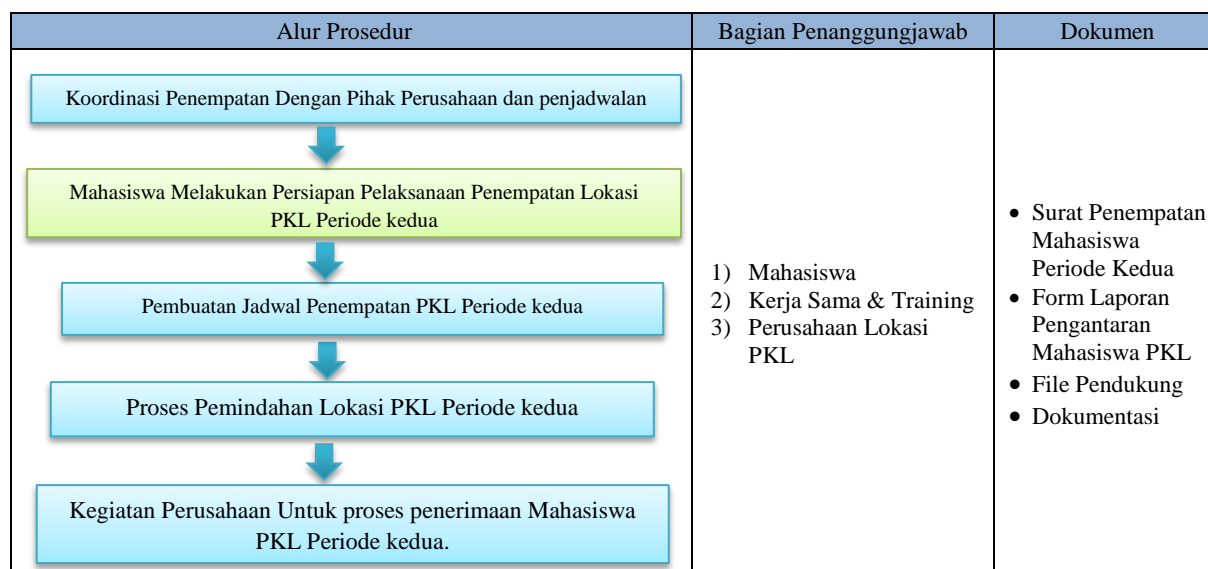 Alur Prosedur
Bagian Penanggungjawab
Dokumen
Koordinasi Penempatan Dengan Pihak Perusahaan dan penjadwalan
Mahasiswa Melakukan Persiapan Pelaksanaan Penempatan Lokasi
PKL Periode kedua
Pembuatan Jadwal Penempatan PKL Periode kedua
Proses Pemindahan Lokasi PKL Periode kedua
Kegiatan Perusahaan Untuk proses penerimaan Mahasiswa
PKL Periode kedua.
1) Mahasiswa
2) Kerja Sama & Training
3) Perusahaan Lokasi
PKL
• Surat Penempatan
Mahasiswa
Periode Kedua
• Form Laporan
Pengantaran
Mahasiswa PKL
• File Pendukung
• Dokumentasi